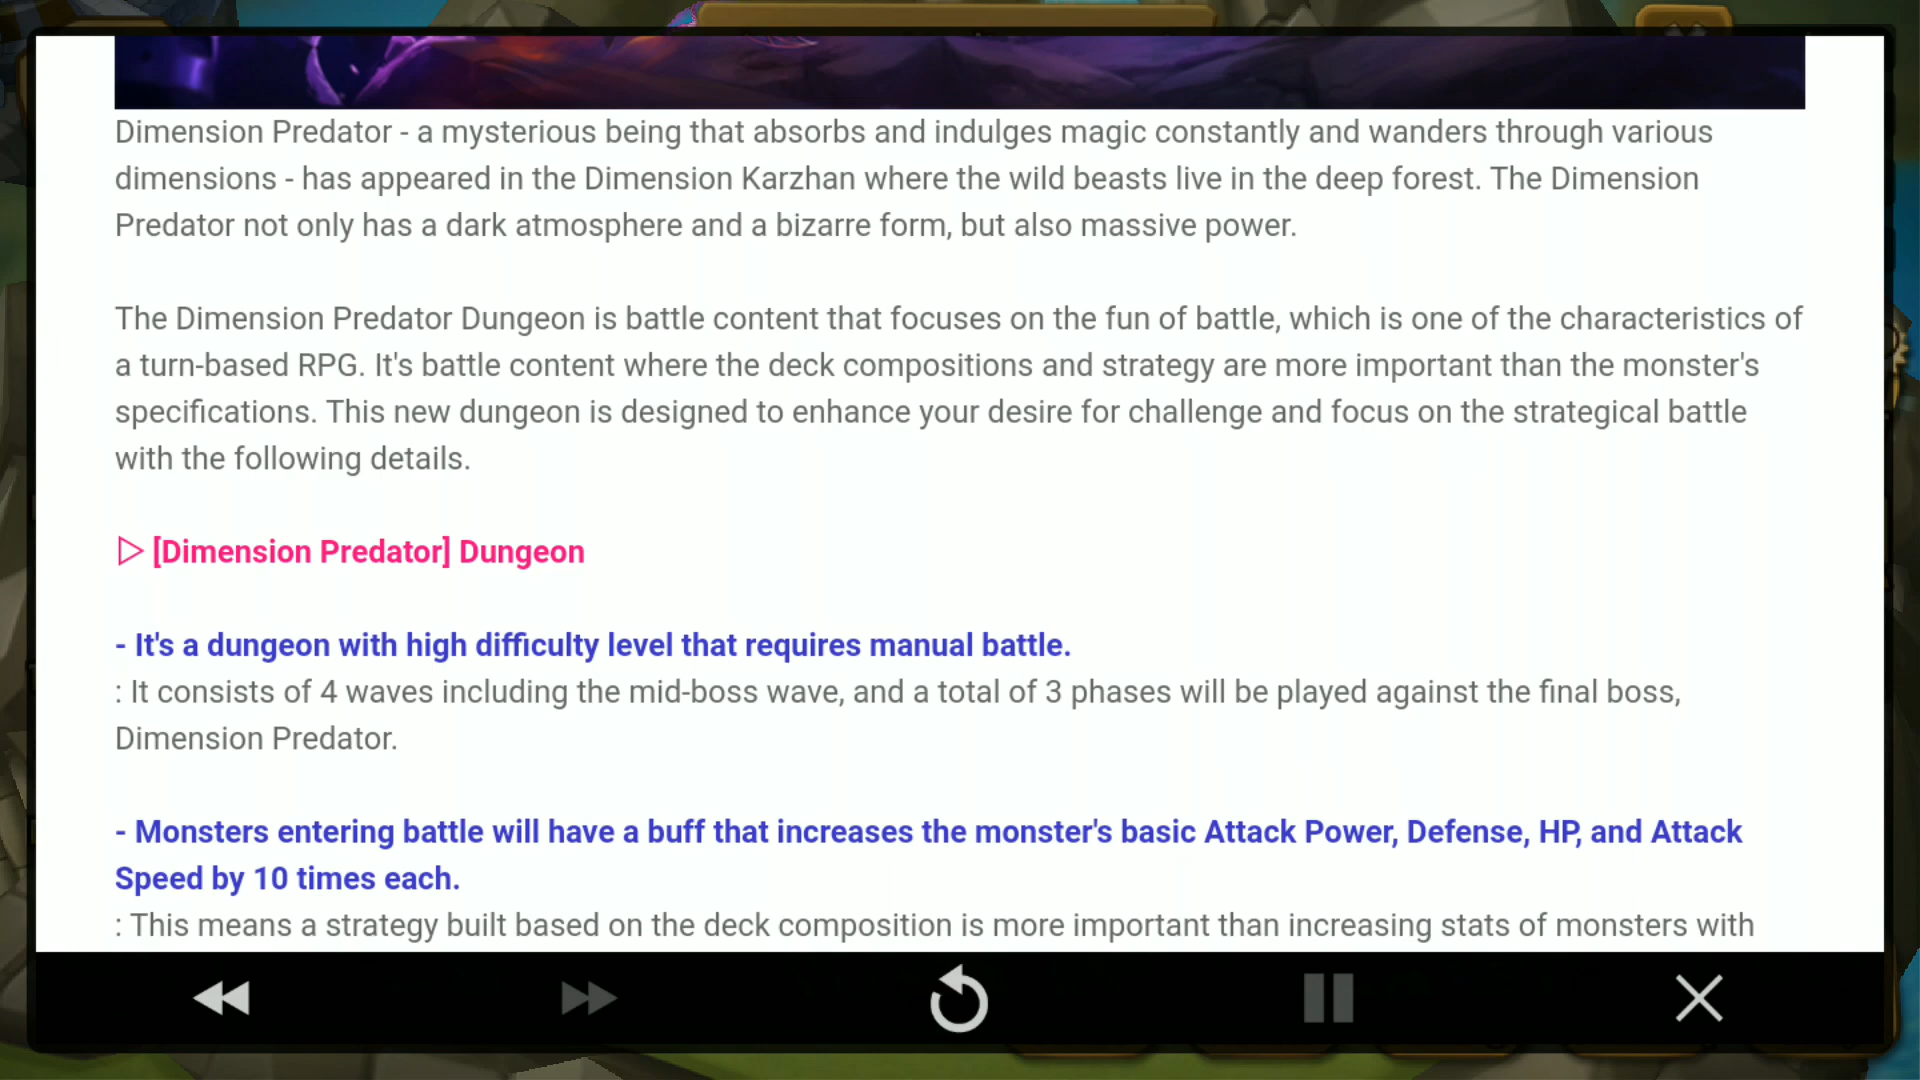 Dimension Predator - a mysterious being that absorbs and indulges magic constantly and wanders through various
dimensions - has appeared in the Dimension Karzhan where the wild beasts live in the deep forest. The Dimension
Predator not only has a dark atmosphere and a bizarre form, but also massive power.
The Dimension Predator Dungeon is battle content that focuses on the fun of battle, which is one of the characteristics of
a turn-based RPG. It's battle content where the deck compositions and strategy are more important than the monster's
specifications. This new dungeon is designed to enhance your desire for challenge and focus on the strategical battle
with the following details.
▷ [Dimension Predator] Dungeon
- It's a dungeon with high difficulty level that requires manual battle.
: It consists of 4 waves including the mid-boss wave, and a total of 3 phases will be played against the final boss,
Dimension Predator.
- Monsters entering battle will have a buff that increases the monster's basic Attack Power, Defense, HP, and Attack
Speed by 10 times each.
: This means a strategy built based on the deck composition is more important than increasing stats of monsters with